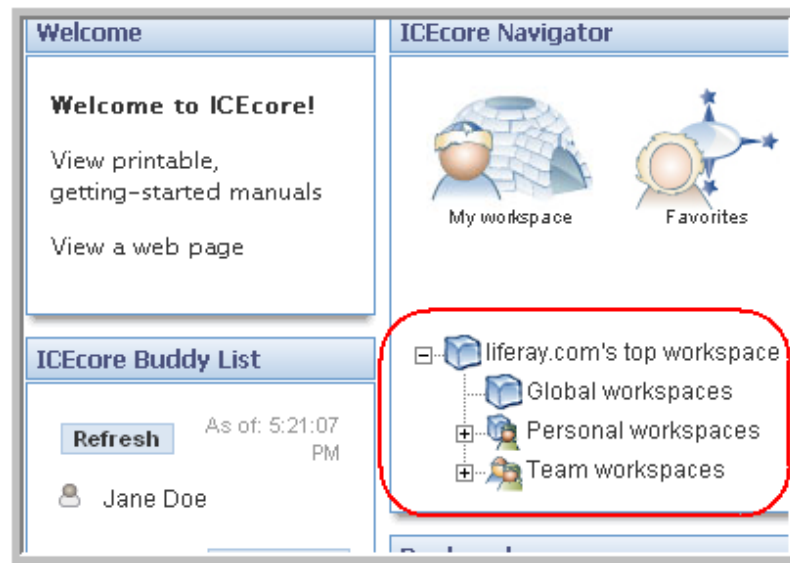 Welcome
Welcome to ICEcore!
View printable,
getting-started manuals
View a web page
ICEcore Buddy List
Refresh
As of: 5:21:07
PM
Jane Doe
ICEcore Navigator
My workspace
Favorites
liferay.com's top workspace
Global workspaces
Personal workspaces
Team workspaces